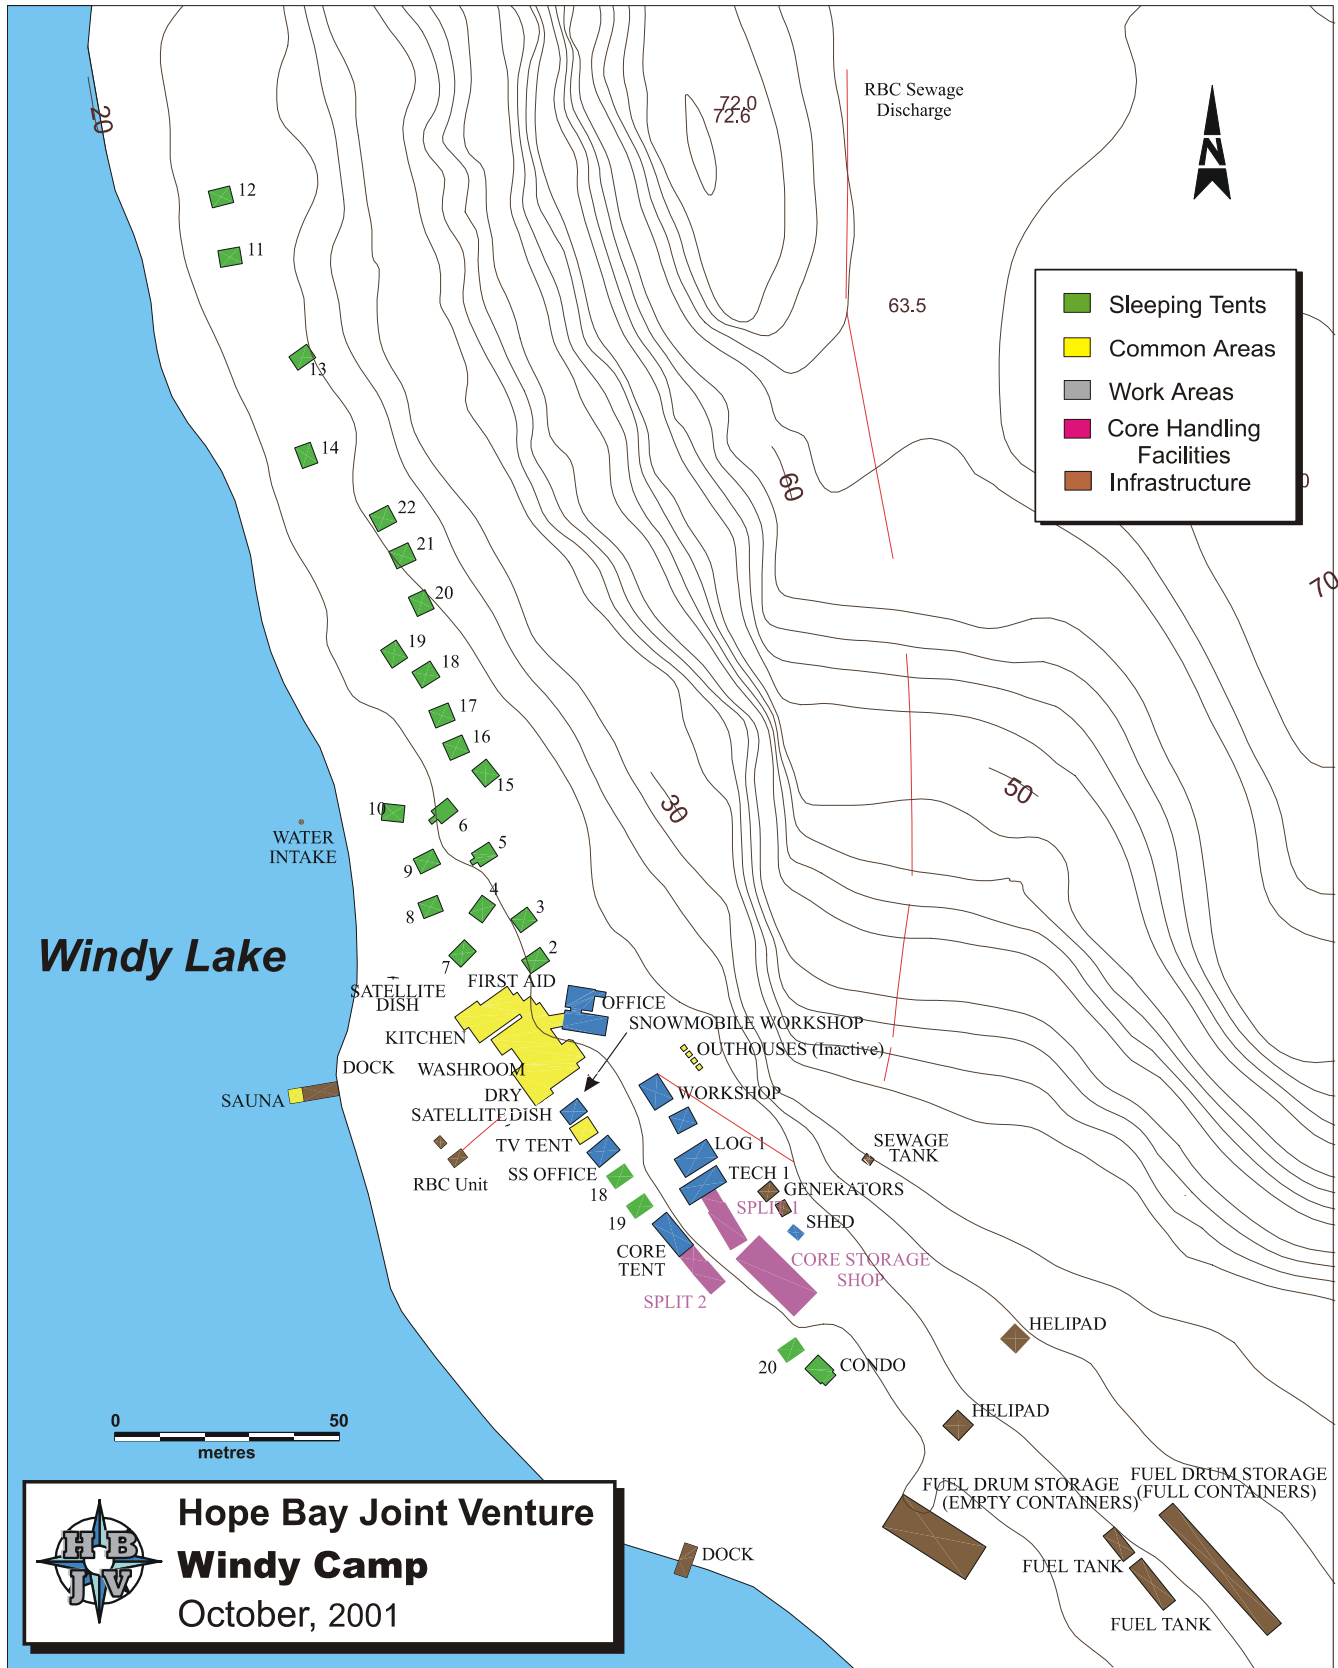 72.0
72.6
RBC Sewage
Discharge
20
N
12
11
63.5
Sleeping Tents
Common Areas
Work Areas
Core Handling
Facilities
Infrastructure
0
13
14
60
22
21
20
70
19
18
17
16
15
50
30
10
6
WATER
INTAKE
5
9
4
8
3
2
7
Windy Lake
FIRST AID
SATELLITE
DISH
OFFICE
SNOWMOBILE WORKSHOP
KITCHEN
OUTHOUSES (Inactive)
DOCK
WASHROOM
SAUNA
DRY
WORKSHOP
SATELLITE DISH
TV TENT
LOG 1
SEWAGE
TANK
SS OFFICE
TECH 1
RBC Unit
18
GENERATORS
SPLIT 1
19
SHED
CORE
TENT
CORE STORAGE
SHOP
SPLIT 2
HELIPAD
20
CONDO
HELIPAD
0 50
metres
FUEL DRUM STORAGE
(EMPTY CONTAINERS)
FUEL DRUM STORAGE
(FULL CONTAINERS)
FUEL TANK
DOCK
FUEL TANK
HB
JV
Hope Bay Joint Venture
Windy Camp
October, 2001